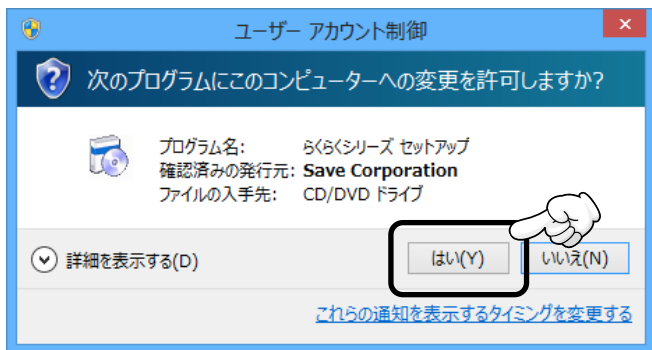 ユーザー アカウント制御
次のプログラムにこのコンピューターへの変更を許可しますか?
プログラム名: らくらくシリーズ セットアップ
確認済みの発行元: Save Corporation
ファイルの入手先: CD/DVD ドライブ
詳細を表示する(D) はい(Y) いいえ(N)
これらの通知を表示するタイミングを変更する